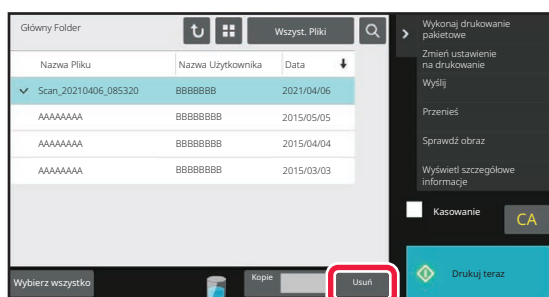 Główny Folder
Wszyst. Pliki
Nazwa Pliku Nazwa Użytkownika Data
Scan_20210406_085320 BBBBBBB 2021/04/06
AAAAAAAA BBBBBBBB 2015/05/05
AAAAAAAA BBBBBBBB 2015/04/04
AAAAAAAA BBBBBBBB 2015/03/03
Wybierz wszystko
Kopie
Usuń
Wykonaj drukowanie
pakietowe
Zmień ustawienie
na drukowanie
Wyślij
Przenieś
Sprawdź obraz
Wyświetl szczegółowe
informacje
Kasowanie
CA
Drukuj teraz